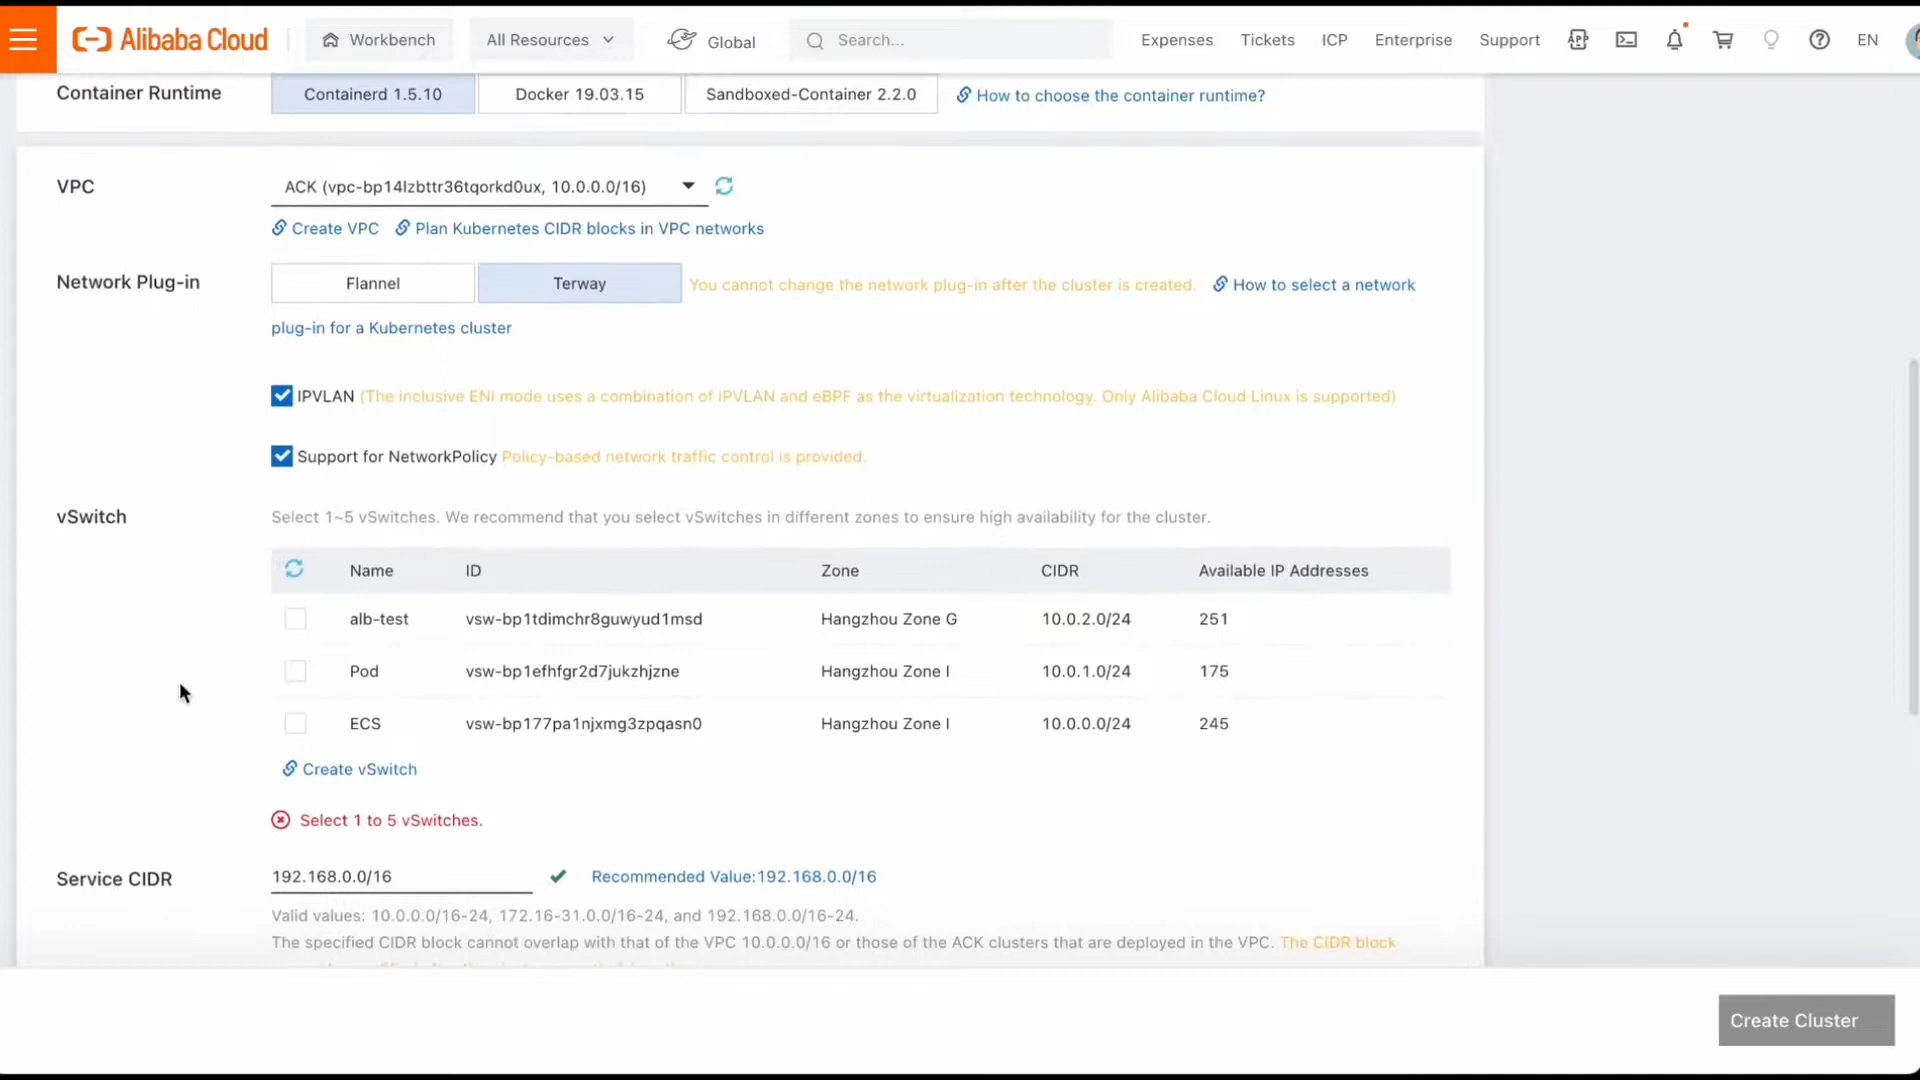 Alibaba Cloud Workbench All Resources Global Search... Expenses Tickets ICP Enterprise Support EN
Container Runtime Containerd 1.5.10 Docker 19.03.15 Sandboxed-Container 2.2.0 How to choose the container runtime?
VPC ACK (vpc-bp14lzbttr36tqorkd0ux, 10.0.0.0/16)
Create VPC Plan Kubernetes CIDR blocks in VPC networks
Network Plug-in Flannel Terway You cannot change the network plug-in after the cluster is created. How to select a network
plug-in for a Kubernetes cluster
IPVLAN (The inclusive ENI mode uses a combination of IPVLAN and eBPF as the virtualization technology. Only Alibaba Cloud Linux is supported)
Support for NetworkPolicy Policy-based network traffic control is provided.
vSwitch Select 1~5 vSwitches. We recommend that you select vSwitches in different zones to ensure high availability for the cluster.
Name ID Zone CIDR Available IP Addresses
alb-test vsw-bp1tdimchr8guwyud1msd Hangzhou Zone G 10.0.2.0/24 251
Pod vsw-bp1efhfgr2d7jukzhjzne Hangzhou Zone I 10.0.1.0/24 175
ECS vsw-bp177pa1njxmg3zpqasn0 Hangzhou Zone I 10.0.0.0/24 245
Create vSwitch
Select 1 to 5 vSwitches.
Service CIDR 192.168.0.0/16 Recommended Value:192.168.0.0/16
Valid values: 10.0.0.0/16-24, 172.16-31.0.0/16-24, and 192.168.0.0/16-24.
The specified CIDR block cannot overlap with that of the VPC 10.0.0.0/16 or those of the ACK clusters that are deployed in the VPC. The CIDR block
Create Cluster